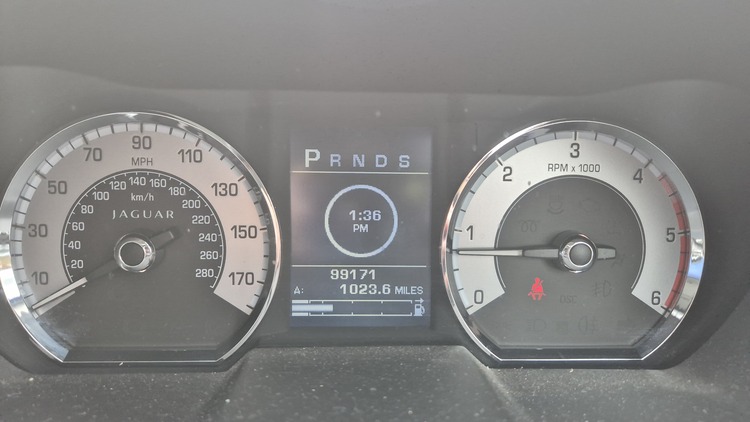 10 30 50 70 90 110 130 150 170
MPH
20 40 60 80 100 120 140 160 180 200 220 240 260 280
km/h
JAGUAR
P R N D S
1:36
PM
99171
Δ: 1023.6 MILES
0 1 2 3 4 5 6
RPM x 1000
DSC